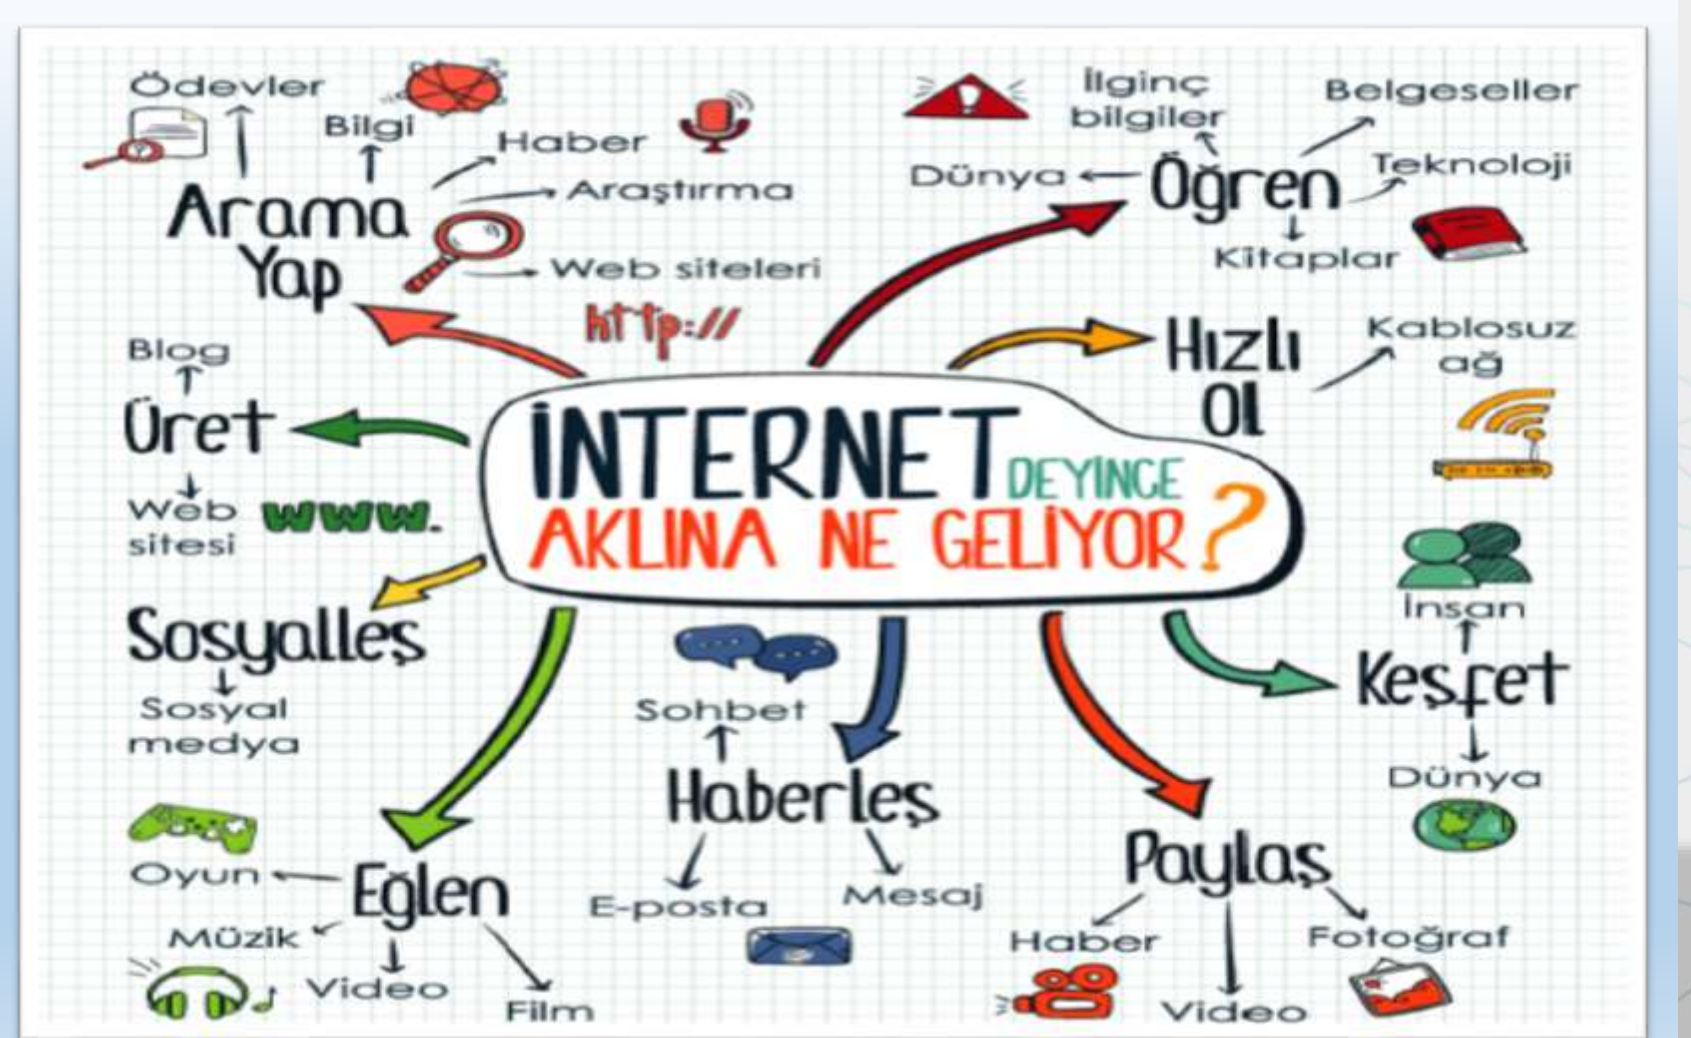 Ödevler
Bilgi
Haber
Araştırma
Arama
Yap
Web siteleri
http://
İlginç
bilgiler
Belgeseller
Dünya
Öğren
Teknoloji
Kitaplar
Hızlı
Ol
Kablosuz
ağ
Blog
Üret
Web
sitesi
www.
İNTERNET DEYİNCE
AKLINA NE GELİYOR?
Sosyalleş
Sosyal
medya
İnsan
Keşfet
Dünya
Sohbet
Haberleş
E-posta
Mesaj
Oyun
Eğlen
Müzik
Video
Film
Paylaş
Haber
Video
Fotoğraf